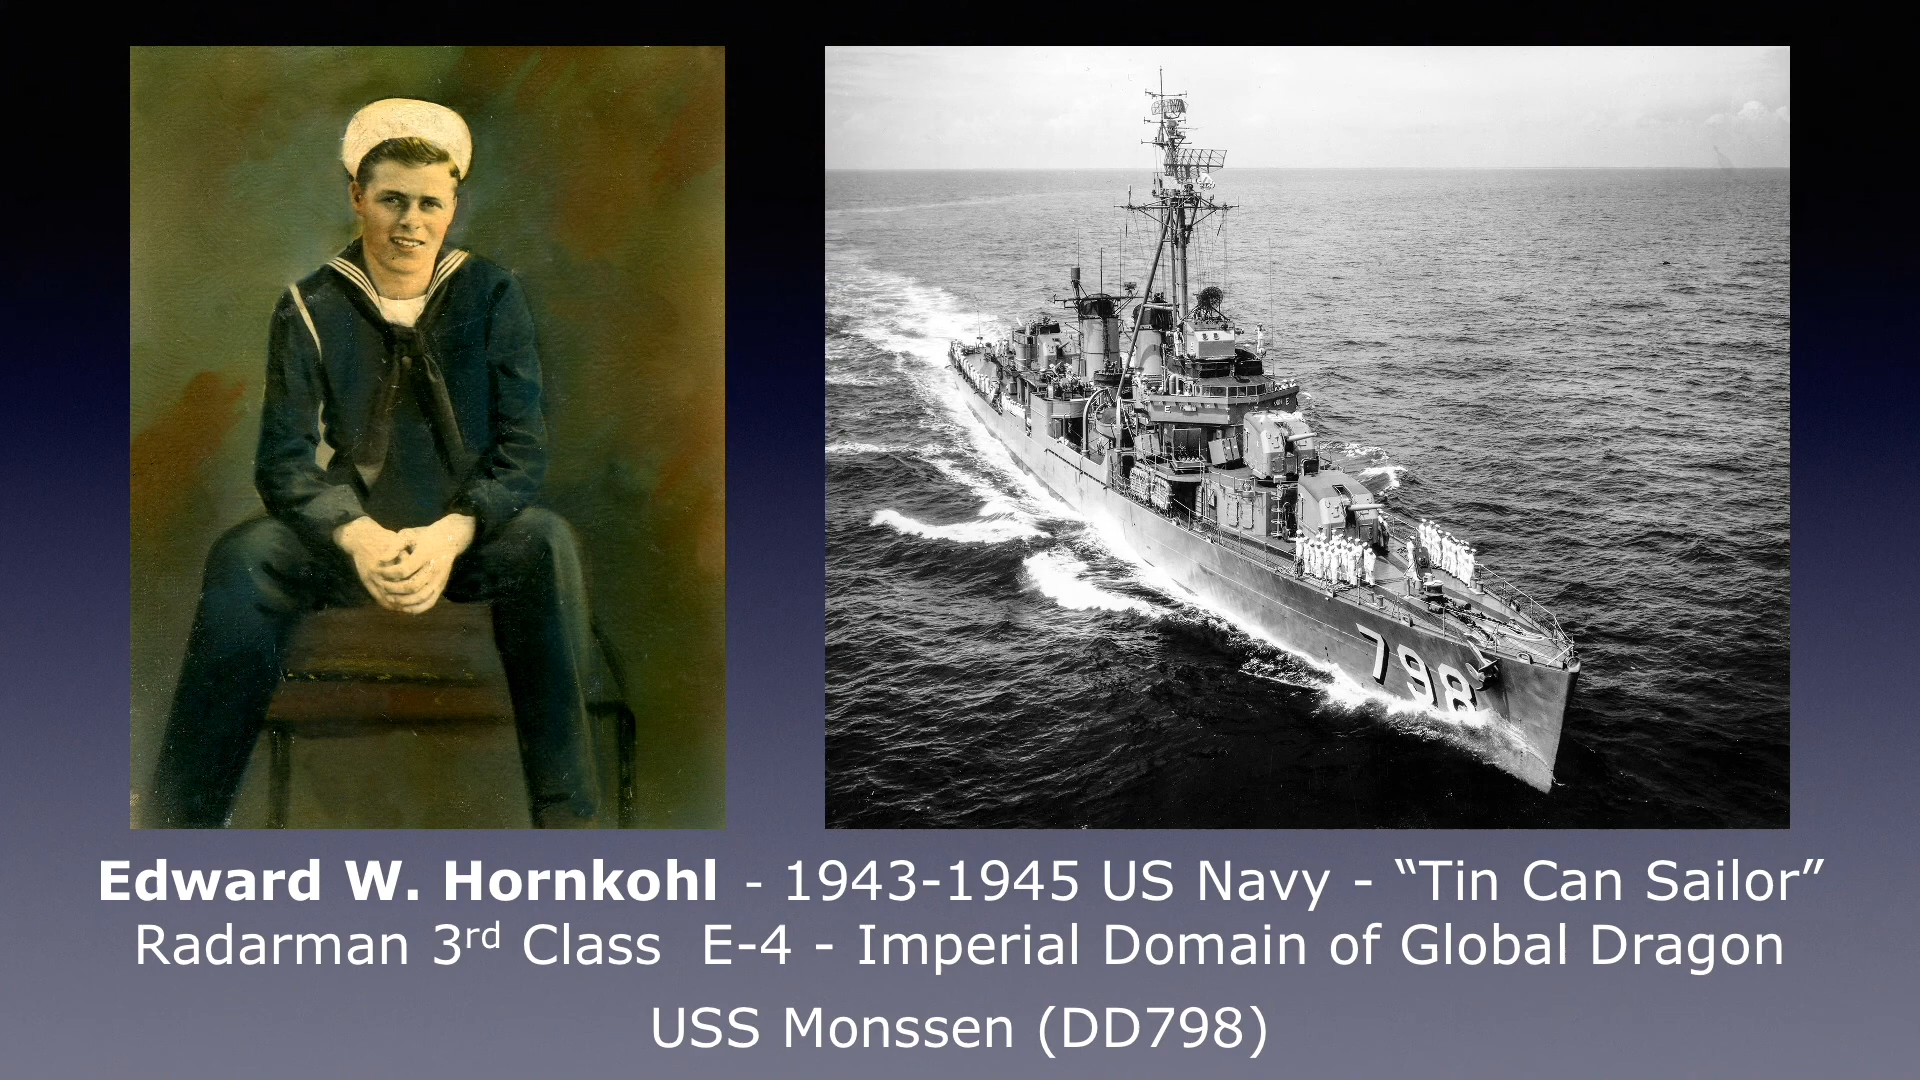 798
Edward W. Hornkohl - 1943-1945 US Navy - “Tin Can Sailor”
Radarman 3rd Class  E-4 - Imperial Domain of Global Dragon
USS Monssen (DD798)